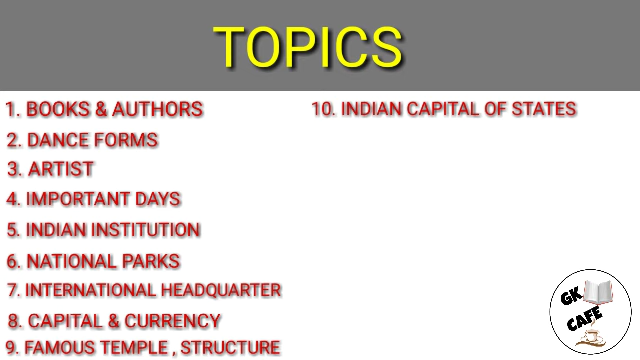 TOPICS
1. BOOKS & AUTHORS
2. DANCE FORMS
3. ARTIST
4. IMPORTANT DAYS
5. INDIAN INSTITUTION
6. NATIONAL PARKS
7. INTERNATIONAL HEADQUARTER
8. CAPITAL & CURRENCY
9. FAMOUS TEMPLE , STRUCTURE
10. INDIAN CAPITAL OF STATES
GK
CAFE